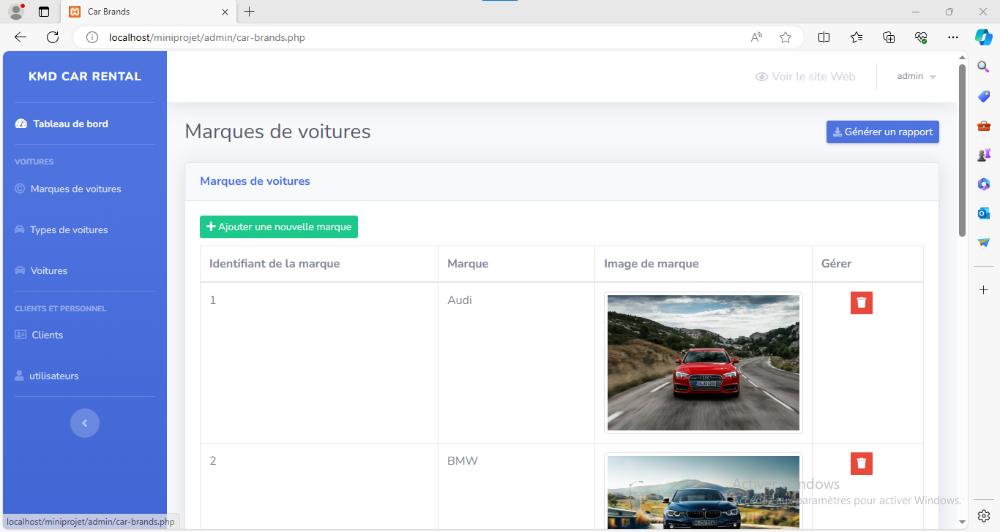 Car Brands
localhost/miniprojet/admin/car-brands.php
KMD CAR RENTAL
Voir le site Web
admin
Tableau de bord
VOITURES
Marques de voitures
Types de voitures
Voitures
CLIENTS ET PERSONNEL
Clients
utilisateurs
Marques de voitures
Générer un rapport
Marques de voitures
Ajouter une nouvelle marque
Identifiant de la marque Marque Image de marque Gérer
1 Audi
2 BMW
Activer Windows
Accédez aux paramètres pour activer Windows.
localhost/miniprojet/admin/car-brands.php